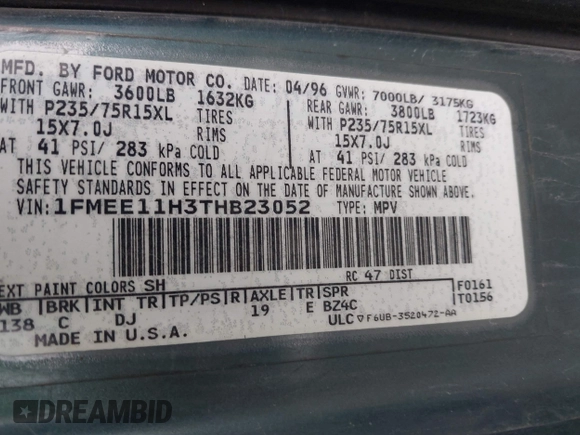 MFD. BY FORD MOTOR CO. DATE: 04/96 GVWR: 7000LB/ 3175KG
FRONT GAWR: 3600LB 1632KG REAR GAWR: 3800LB 1723KG
WITH P235/75R15XL TIRES WITH P235/75R15XL TIRES
15X7.0J RIMS 15X7.0J RIMS
AT 41 PSI/ 283 kPa COLD AT 41 PSI/ 283 kPa COLD
THIS VEHICLE CONFORMS TO ALL APPLICABLE FEDERAL MOTOR VEHICLE
SAFETY STANDARDS IN EFFECT ON THE DATE OF MANUFACTURE SHOWN ABOVE.
VIN: 1FMEE11H3THB23052 TYPE: MPV
EXT PAINT COLORS SH RC 47 DIST
WB BRK INT TR TP/PS R AXLE TR SPR F0161
138 C DJ 19 E BZ4C T0156
MADE IN U.S.A. ULC F6UB-3520472-AA
DREAMBID